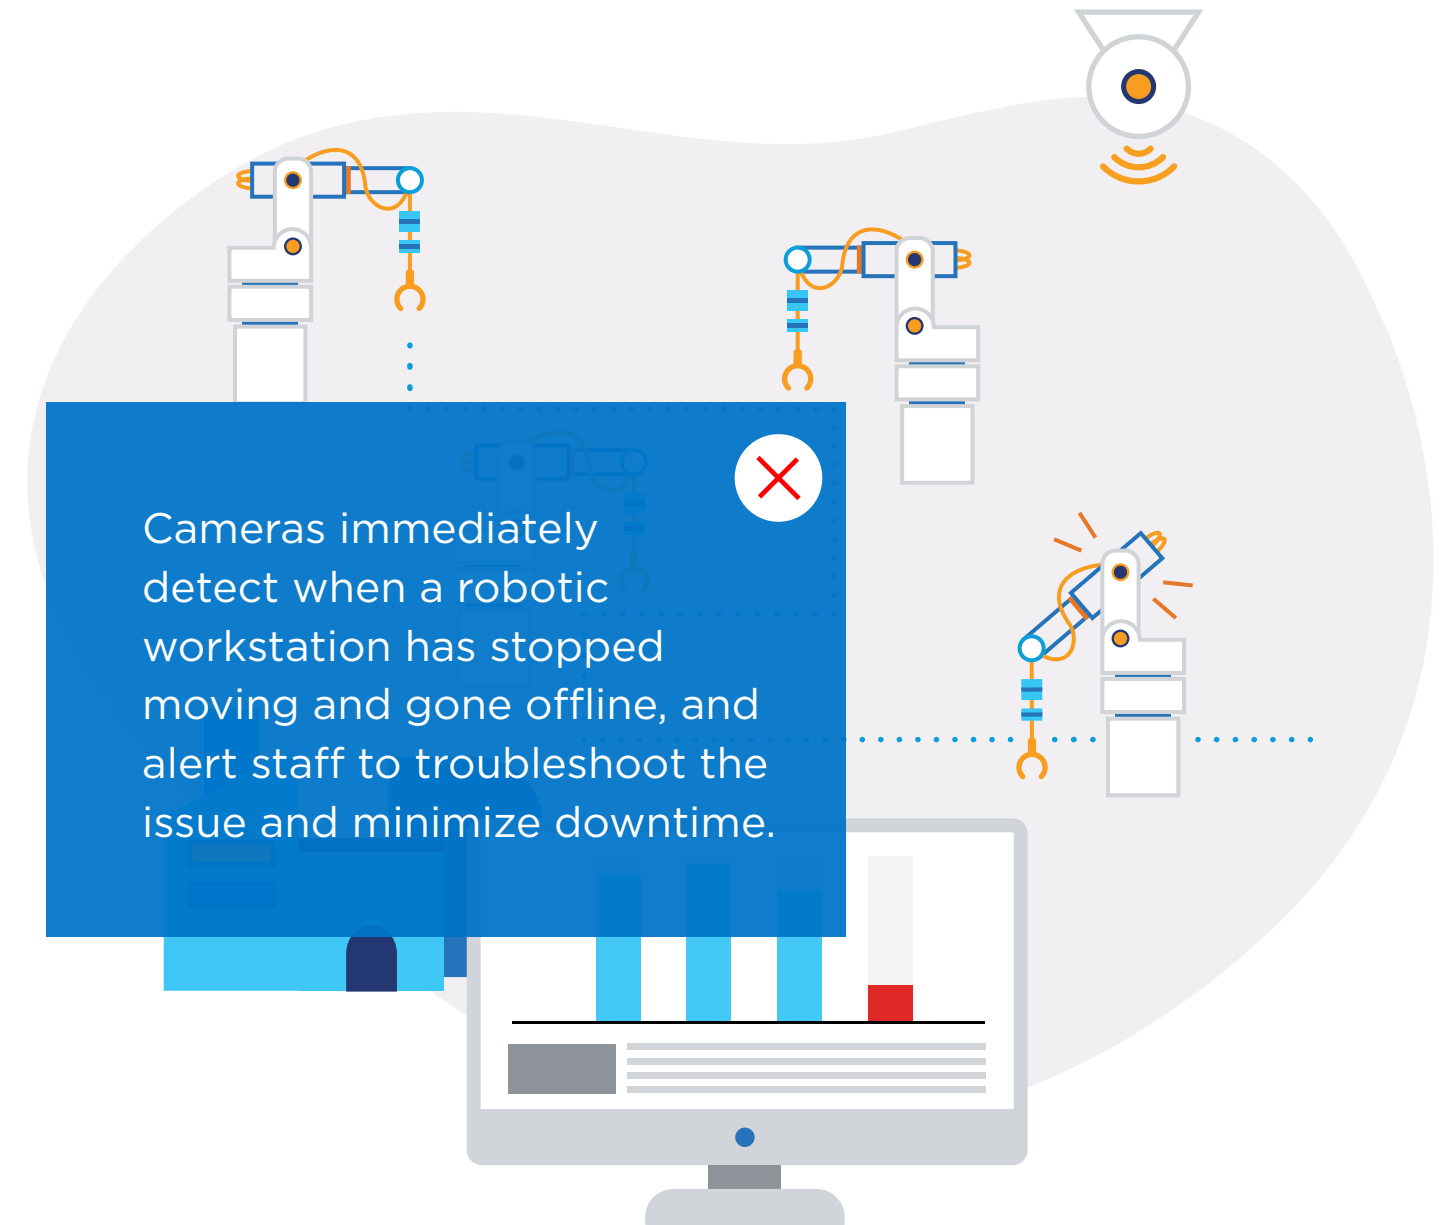 Cameras immediately
detect when a robotic
workstation has stopped
moving and gone offline, and
alert staff to troubleshoot the
issue and minimize downtime.